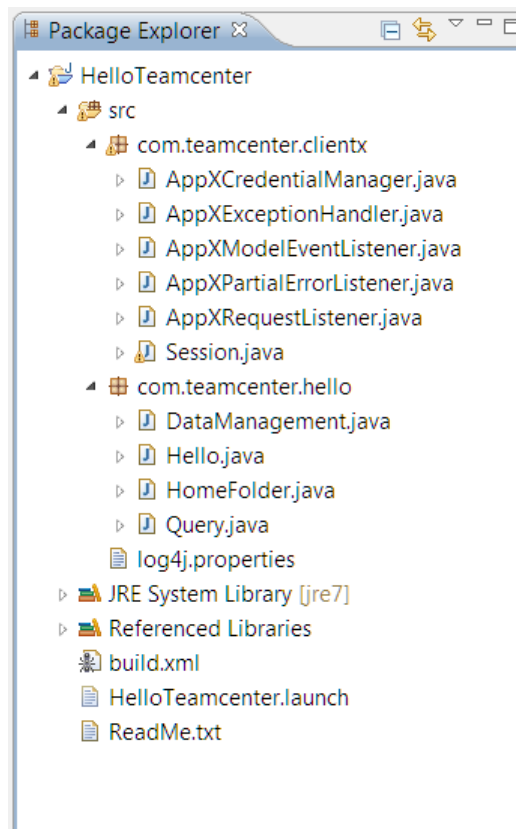 Package Explorer
HelloTeamcenter
src
com.teamcenter.clientx
AppXCredentialManager.java
AppXExceptionHandler.java
AppXModelEventListener.java
AppXPartialErrorListener.java
AppXRequestListener.java
Session.java
com.teamcenter.hello
DataManagement.java
Hello.java
HomeFolder.java
Query.java
log4j.properties
JRE System Library [jre7]
Referenced Libraries
build.xml
HelloTeamcenter.launch
ReadMe.txt